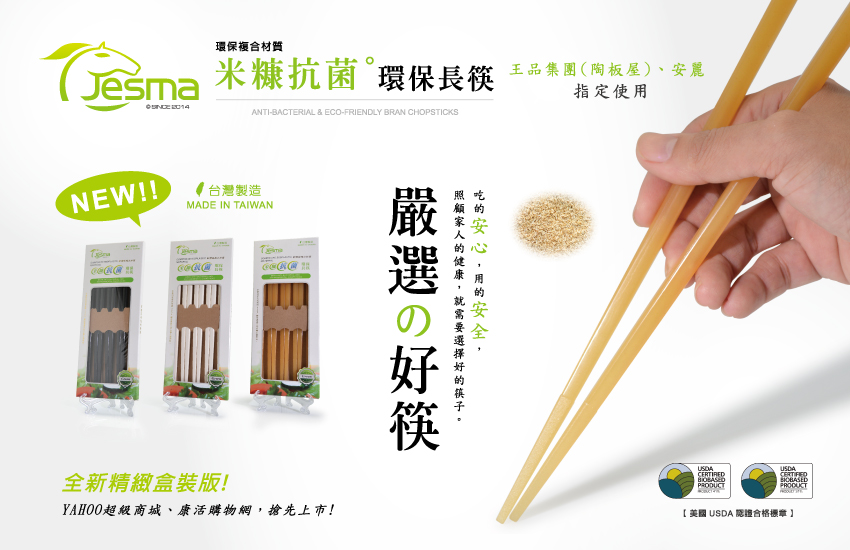 Jesma
© SINCE 2014
環保複合材質
米糠抗菌°環保長筷
ANTI-BACTERIAL & ECO-FRIENDLY BRAN CHOPSTICKS
王品集團(陶板屋)、安麗
指定使用
NEW!!
台灣製造
MADE IN TAIWAN
Jesma
Jesma
Jesma
嚴選の好筷
吃的安心,用的安全,
照顧家人的健康,就需要選擇好的筷子。
全新精緻盒裝版!
YAHOO超級商城、康活購物網,搶先上市!
USDA
CERTIFIED
BIOBASED
PRODUCT
USDA
CERTIFIED
BIOBASED
PRODUCT
【美國 USDA 認證合格標章】